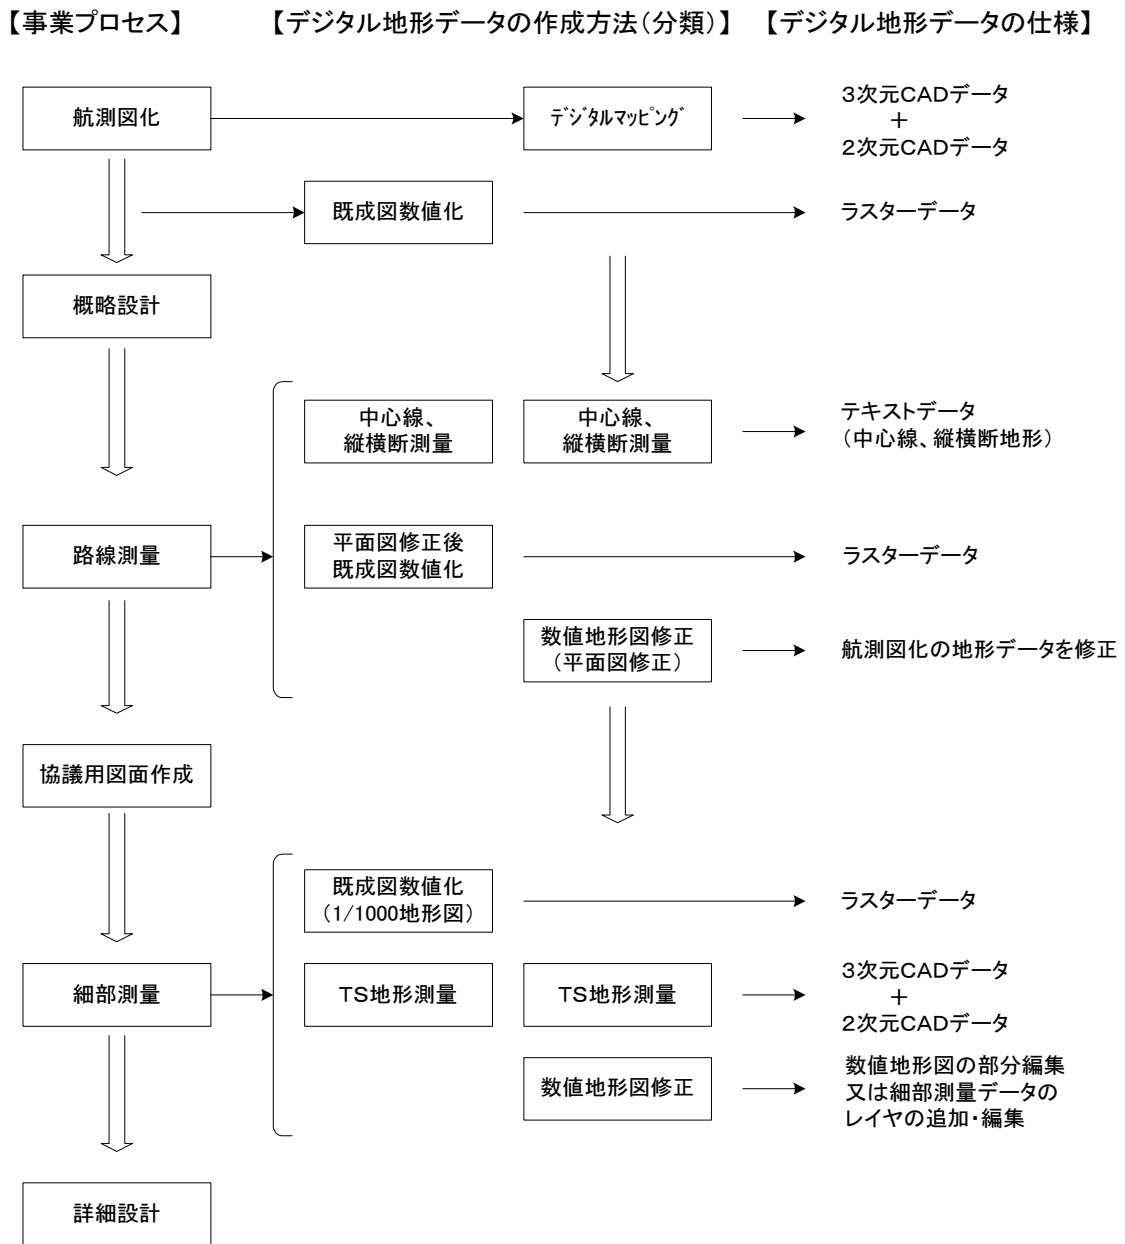 【事業プロセス】
【デジタル地形データの作成方法(分類)】
【デジタル地形データの仕様】
航測図化
ﾃﾞｼﾞﾀﾙﾏｯﾋﾟﾝｸﾞ
３次元CADデータ
＋
２次元CADデータ
既成図数値化
ラスターデータ
概略設計
中心線、
縦横断測量
中心線、
縦横断測量
テキストデータ
（中心線、縦横断地形）
路線測量
平面図修正後
既成図数値化
ラスターデータ
数値地形図修正
（平面図修正）
航測図化の地形データを修正
協議用図面作成
既成図数値化
（1/1000地形図）
ラスターデータ
細部測量
TS地形測量
TS地形測量
３次元CADデータ
＋
２次元CADデータ
数値地形図修正
数値地形図の部分編集
又は細部測量データの
レイヤの追加・編集
詳細設計